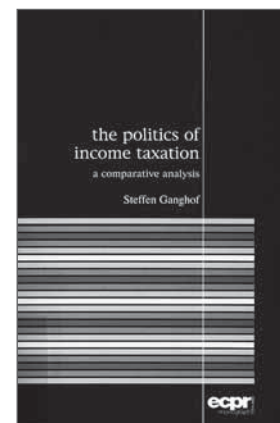 the politics of
income taxation
a comparative analysis
Steffen Ganghof
ecpr